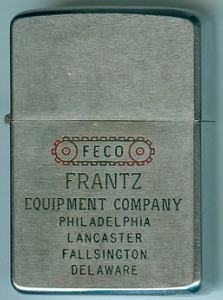 FECO
FRANTZ
EQUIPMENT COMPANY
PHILADELPHIA
LANCASTER
FALLSINGTON
DELAWARE